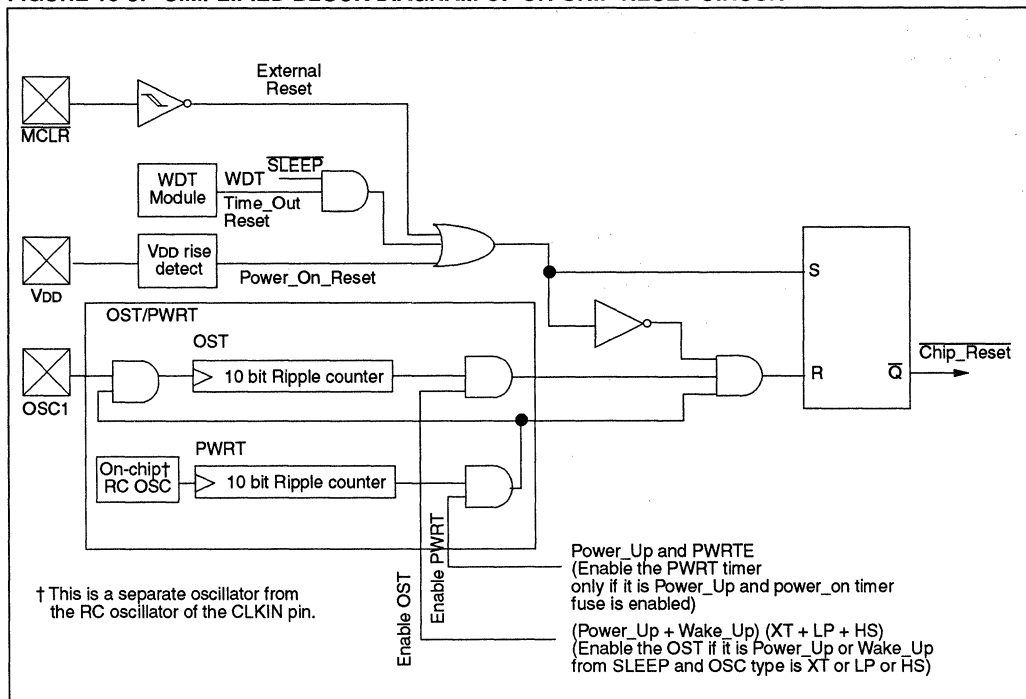 FIGURE SIMPLIFIED BLOCK DIAGRAM OF ON-CHIP RESET CIRCUIT
External
Reset
MCLR
SLEEP
WDT
Module
WDT
Time_Out
Reset
VDD rise
detect
Power_On_Reset
VDD
OST/PWRT
OST
10 bit Ripple counter
OSC1
PWRT
On-chip†
RC OSC
10 bit Ripple counter
S
R
Q
Chip_Reset
Enable OST
Enable PWRT
Power_Up and PWRTE
(Enable the PWRT timer
only if it is Power_Up and power_on timer
fuse is enabled)
(Power_Up + Wake_Up) (XT + LP + HS)
(Enable the OST if it is Power_Up or Wake_Up
from SLEEP and OSC type is XT or LP or HS)
† This is a separate oscillator from
the RC oscillator of the CLKIN pin.